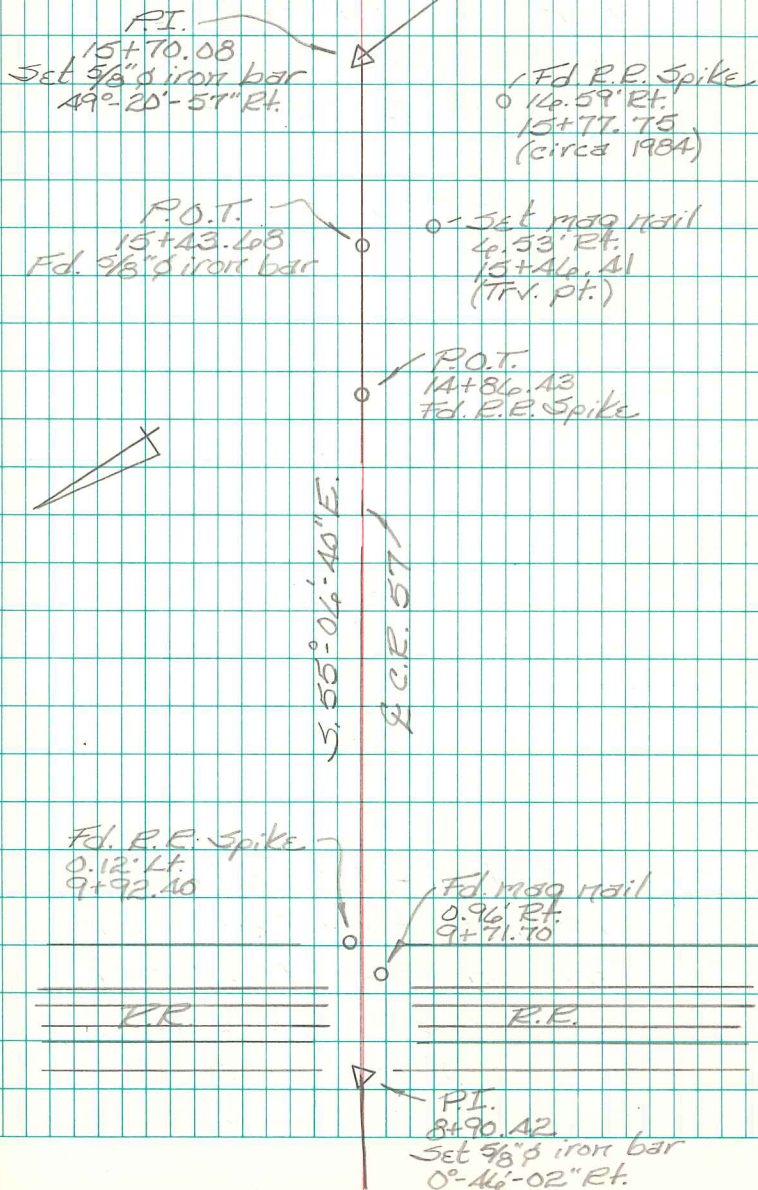 P.I.
15+70.08
Set 5/8"ø iron bar
49°-20'-57" Rt.
Fd R.R. Spike
16.59' Rt.
15+77.75
(circa 1984)
P.O.T.
15+43.68
Fd. 5/8"ø iron bar
Set mag nail
6.53' Rt.
15+46.41
(Trv. pt.)
P.O.T.
14+86.43
Fd. R.R. Spike
S. 55°-06'-40" E.
℄ C.R. 57
Fd. R.R. Spike
0.12' Lt.
9+92.40
Fd mag nail
0.96' Rt.
9+71.70
R.R.
R.R.
P.I.
8+90.42
Set 5/8"ø iron bar
0°-46'-02" Rt.